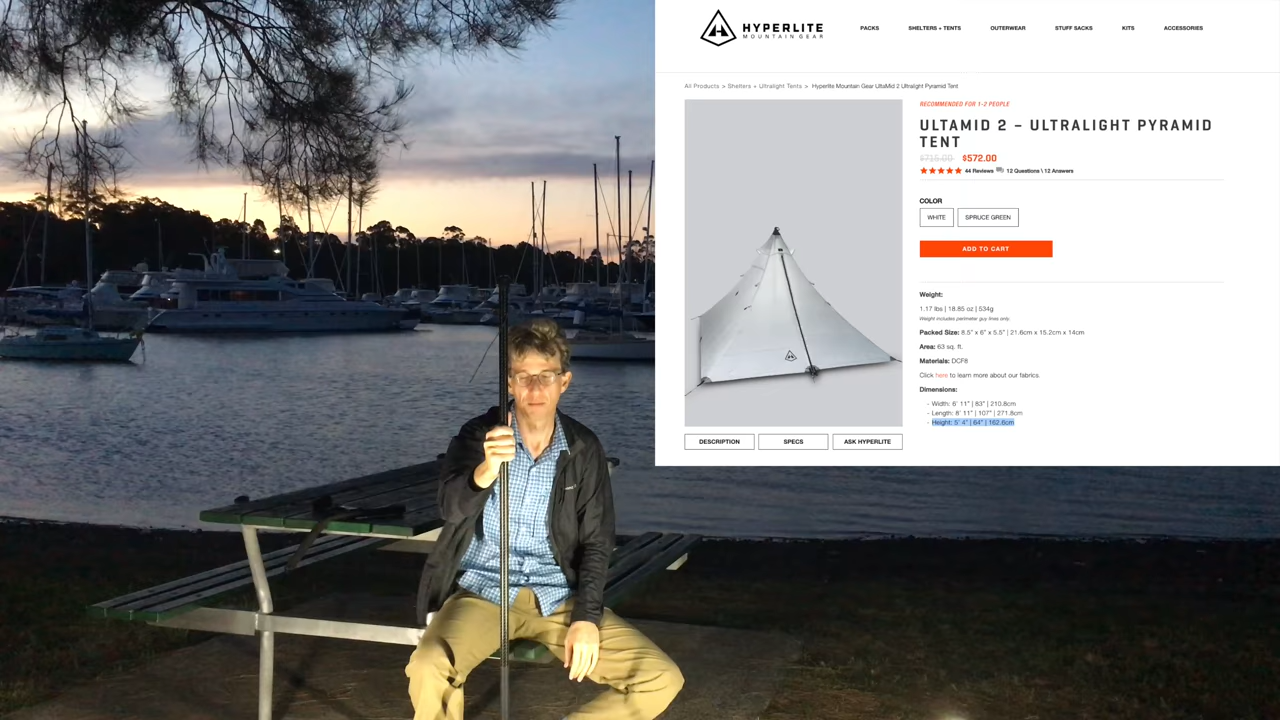 HYPERLITE
MOUNTAIN GEAR
PACKS
SHELTERS + TENTS
OUTERWEAR
STUFF SACKS
KITS
ACCESSORIES
All Products > Shelters > Ultralight Tents > Hyperlite Mountain Gear UltaMid 2 Ultralight Pyramid Tent
RECOMMENDED FOR 1-2 PEOPLE
ULTAMID 2 – ULTRALIGHT PYRAMID
TENT
$715.00 $572.00
44 Reviews 12 Questions \ 12 Answers
COLOR
WHITE
SPRUCE GREEN
ADD TO CART
Weight:
1.17 lbs | 18.85 oz | 534g
Weight includes perimeter guy lines only.
Packed Size: 8.5" x 6" x 5.5" | 21.6cm x 15.2cm x 14cm
Area: 63 sq. ft.
Materials: DCF8
Click here to learn more about our fabrics.
Dimensions:
- Width: 6' 11" | 83" | 210.8cm
- Length: 8' 11" | 107" | 271.8cm
- Height: 5' 4" | 64" | 162.6cm
DESCRIPTION
SPECS
ASK HYPERLITE